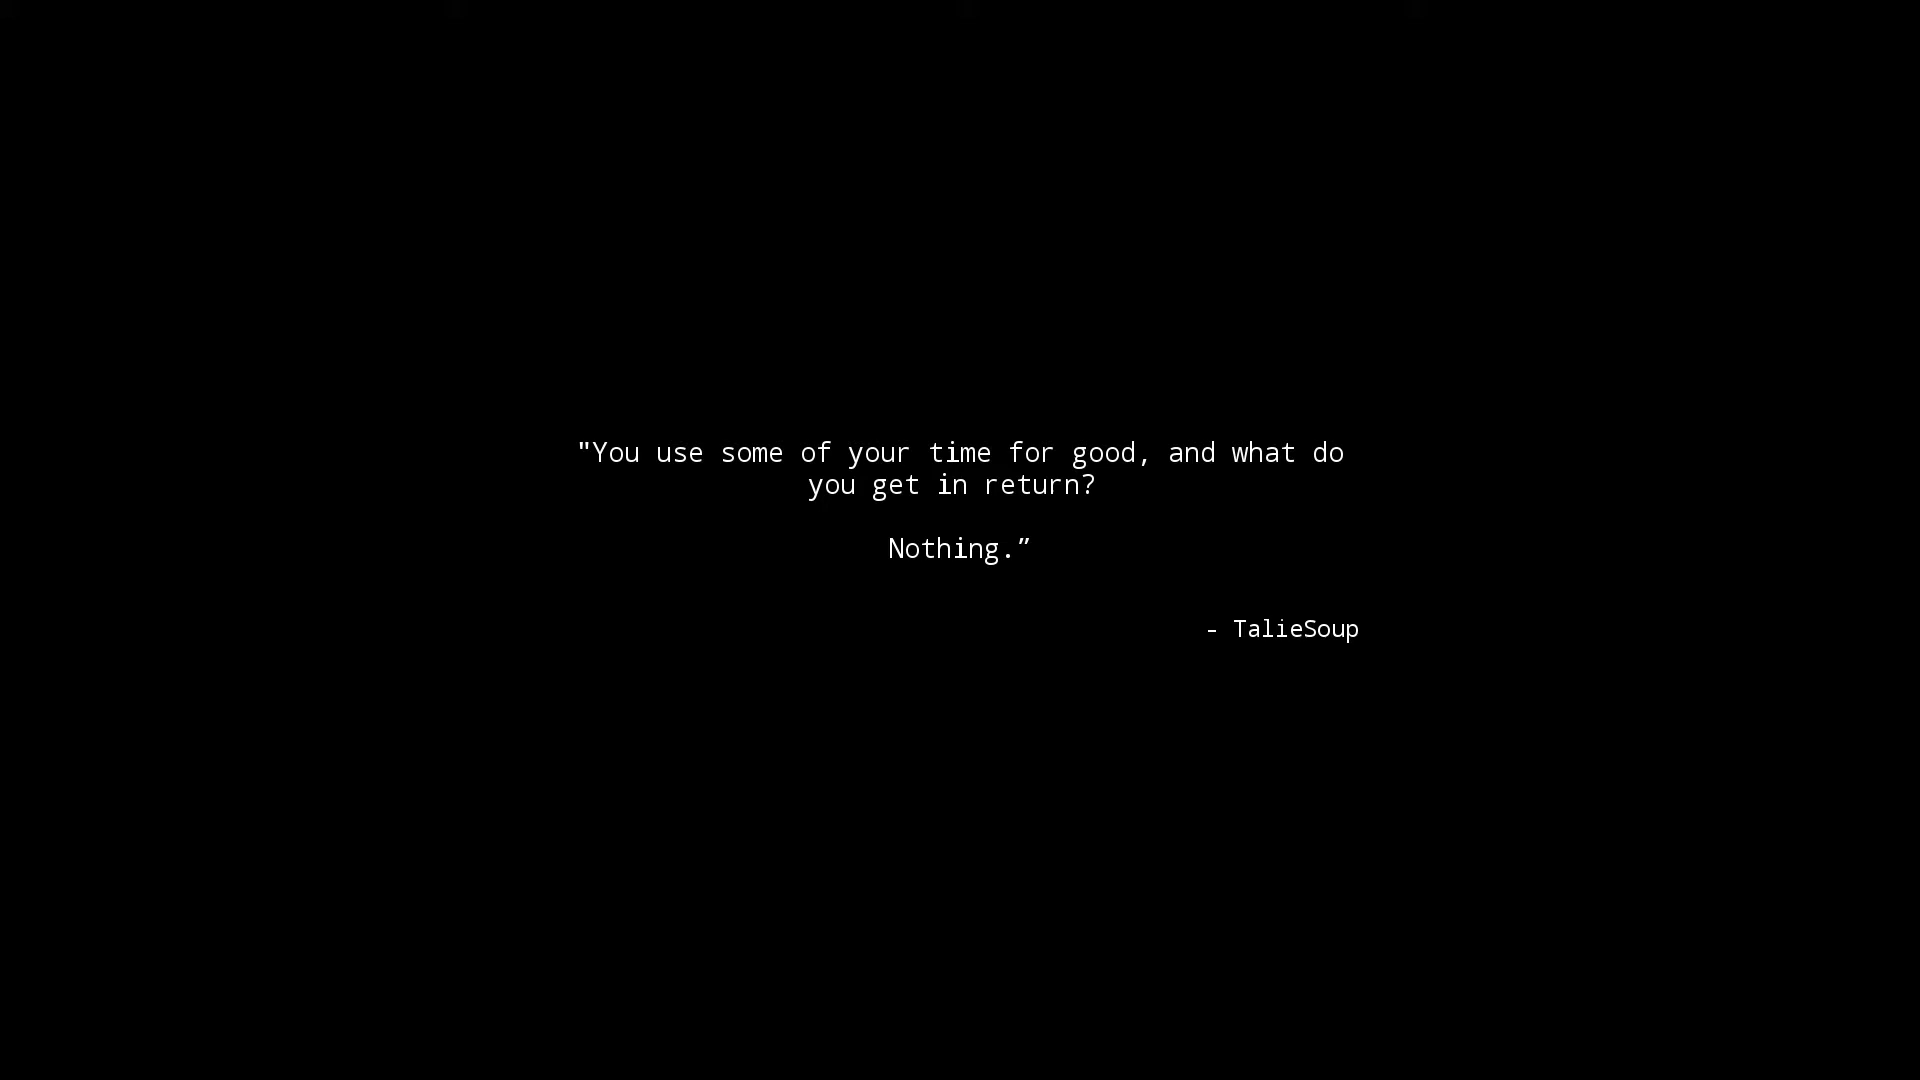 "You use some of your time for good, and what do
you get in return?
Nothing.”
- TalieSoup